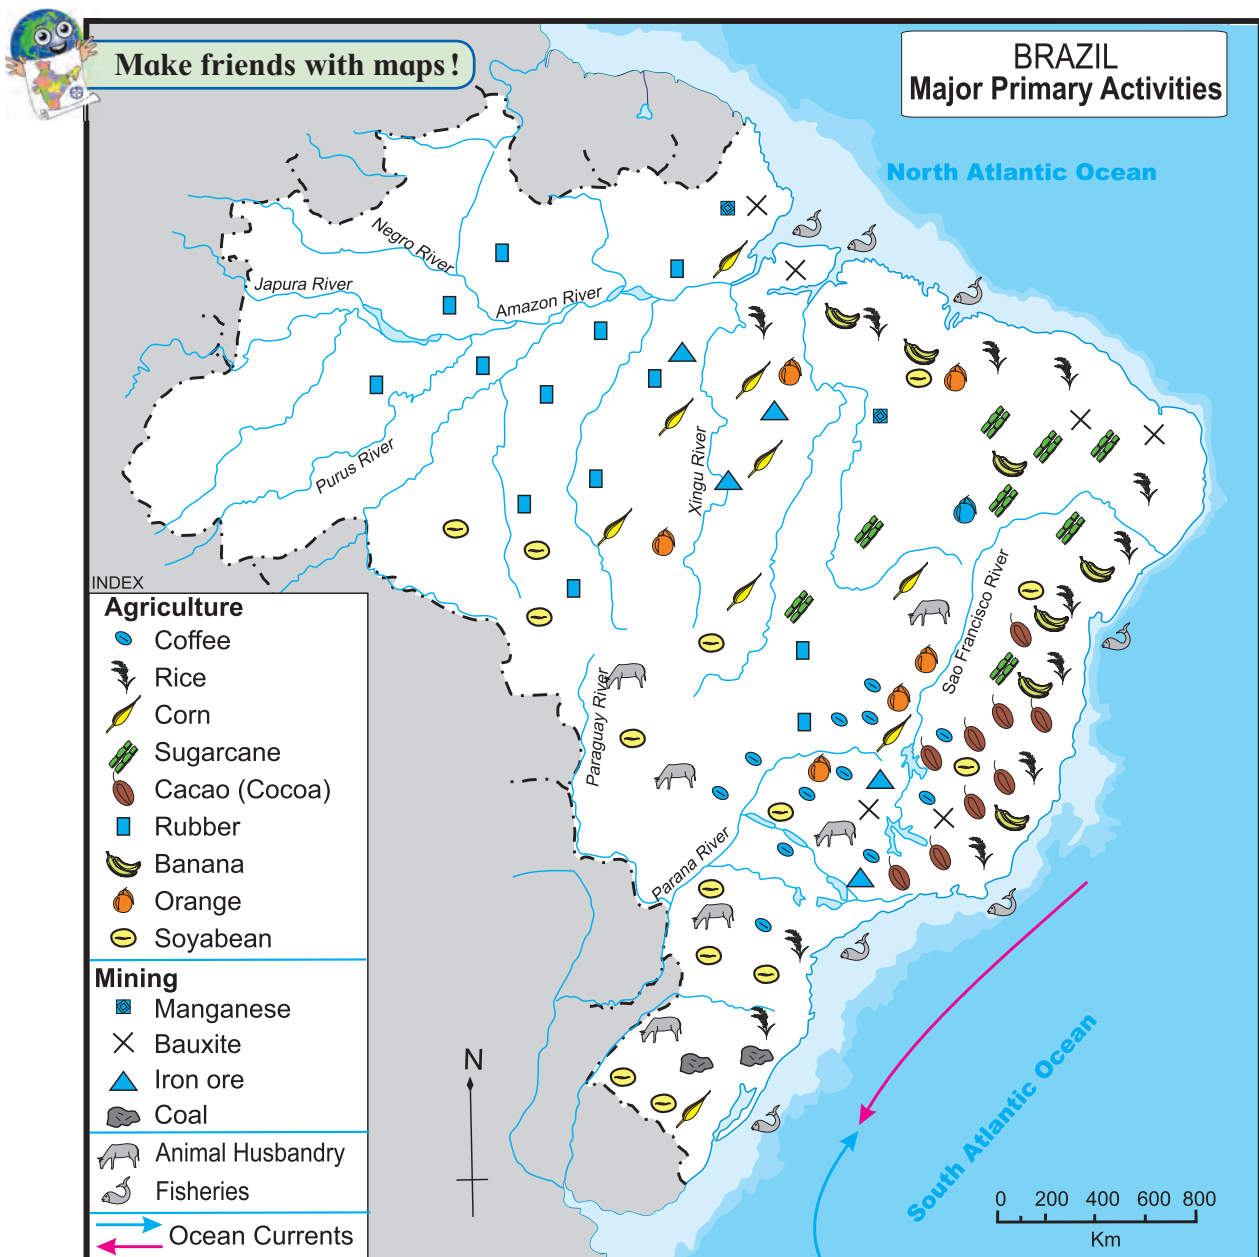 Make friends with maps!
BRAZIL
Major Primary Activities
North Atlantic Ocean
Negro River
Japura River
Amazon River
Purus River
Xingu River
Sao Francisco River
Paraguay River
Parana River
South Atlantic Ocean
INDEX
Agriculture
Coffee
Rice
Corn
Sugarcane
Cacao (Cocoa)
Rubber
Banana
Orange
Soyabean
Mining
Manganese
Bauxite
Iron ore
Coal
Animal Husbandry
Fisheries
Ocean Currents
N
0 200 400 600 800
Km